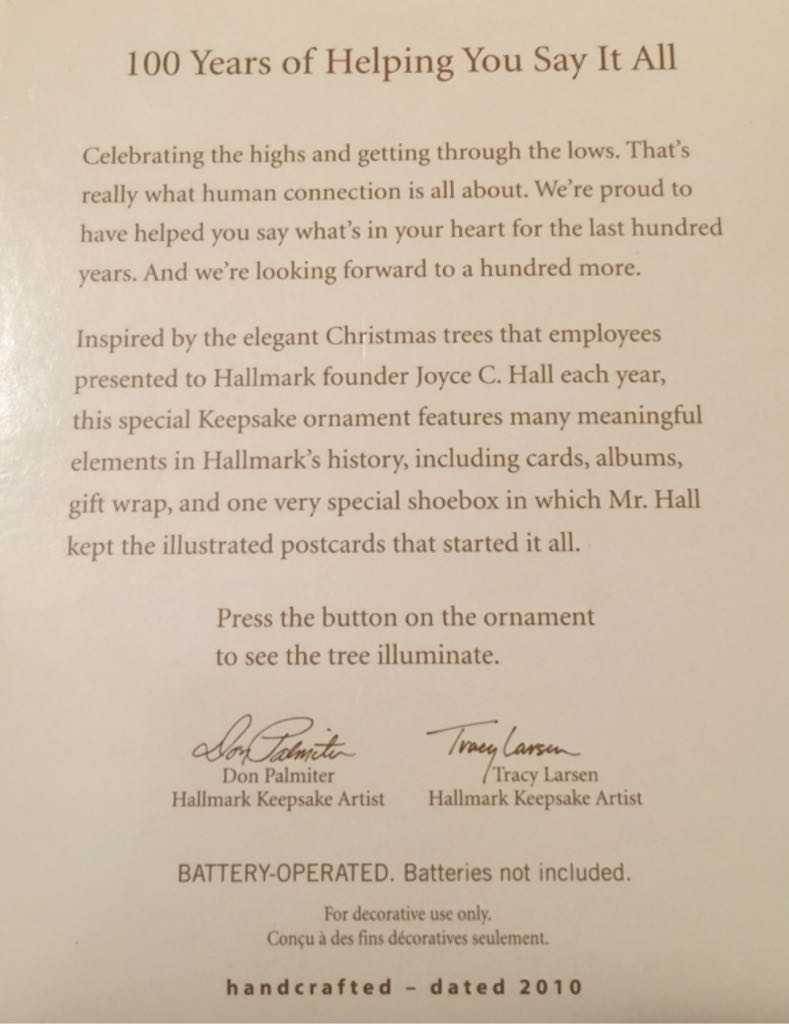 100 Years of Helping You Say It All
Celebrating the highs and getting through the lows. That's
really what human connection is all about. We're proud to
have helped you say what's in your heart for the last hundred
years. And we're looking forward to a hundred more.
Inspired by the elegant Christmas trees that employees
presented to Hallmark founder Joyce C. Hall each year,
this special Keepsake ornament features many meaningful
elements in Hallmark's history, including cards, albums,
gift wrap, and one very special shoebox in which Mr. Hall
kept the illustrated postcards that started it all.
Press the button on the ornament
to see the tree illuminate.
Don Palmiter Tracy Larsen
Don Palmiter Tracy Larsen
Hallmark Keepsake Artist Hallmark Keepsake Artist
BATTERY-OPERATED. Batteries not included.
For decorative use only.
Conçu à des fins décoratives seulement.
handcrafted – dated 2010